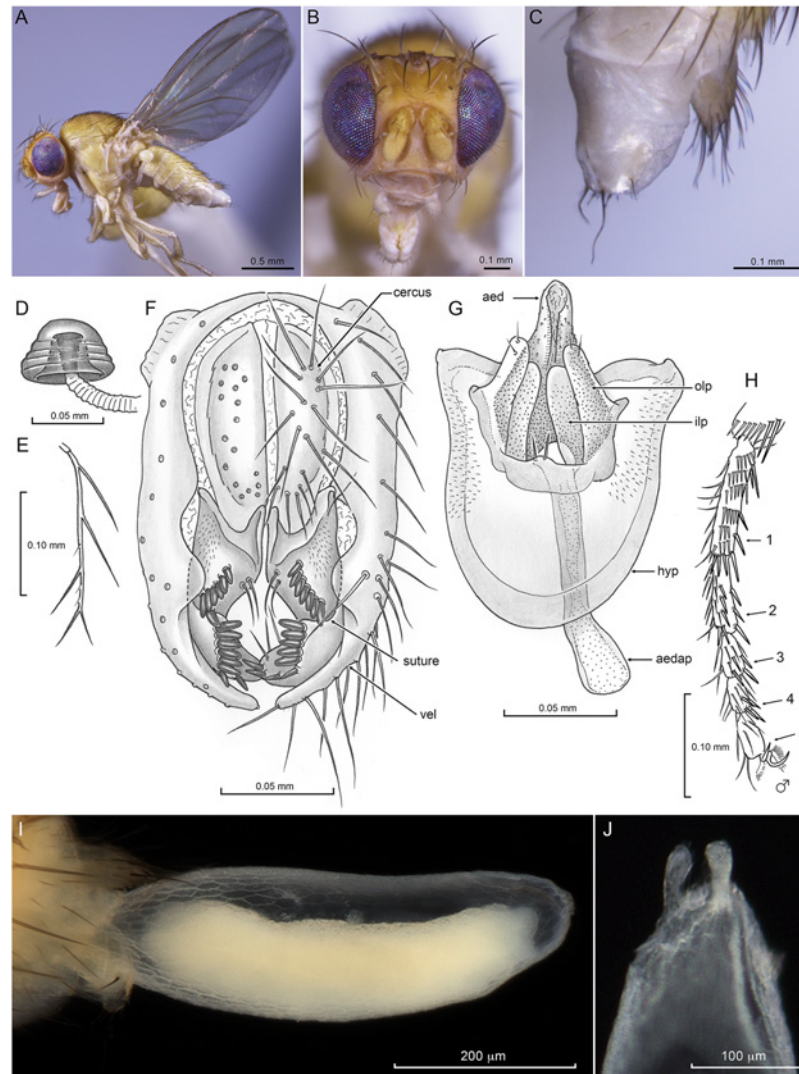 A
0.5 mm
B
0.1 mm
C
0.1 mm
D
0.05 mm
E
0.10 mm
F
cercus
suture
vel
0.05 mm
G
aed
olp
ilp
hyp
aedap
0.05 mm
H
1
2
3
4
0.10 mm
♂
I
200 µm
J
100 µm